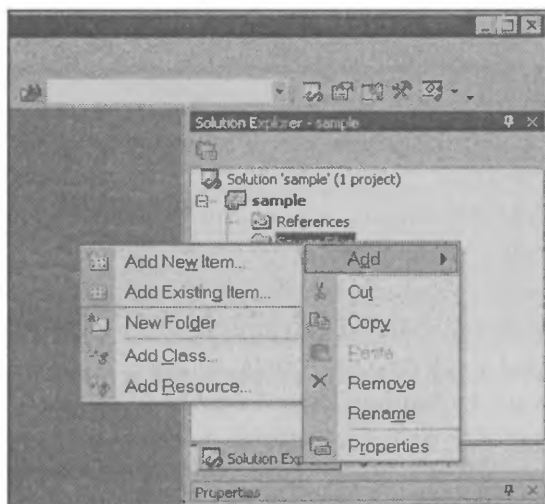 Solution Explorer - sample
Solution 'sample' (1 project)
sample
References
Add New Item...
Add Existing Item...
New Folder
Add Class...
Add Resource...
Add
Cut
Copy
Paste
Remove
Rename
Properties
Solution Exp
Properties